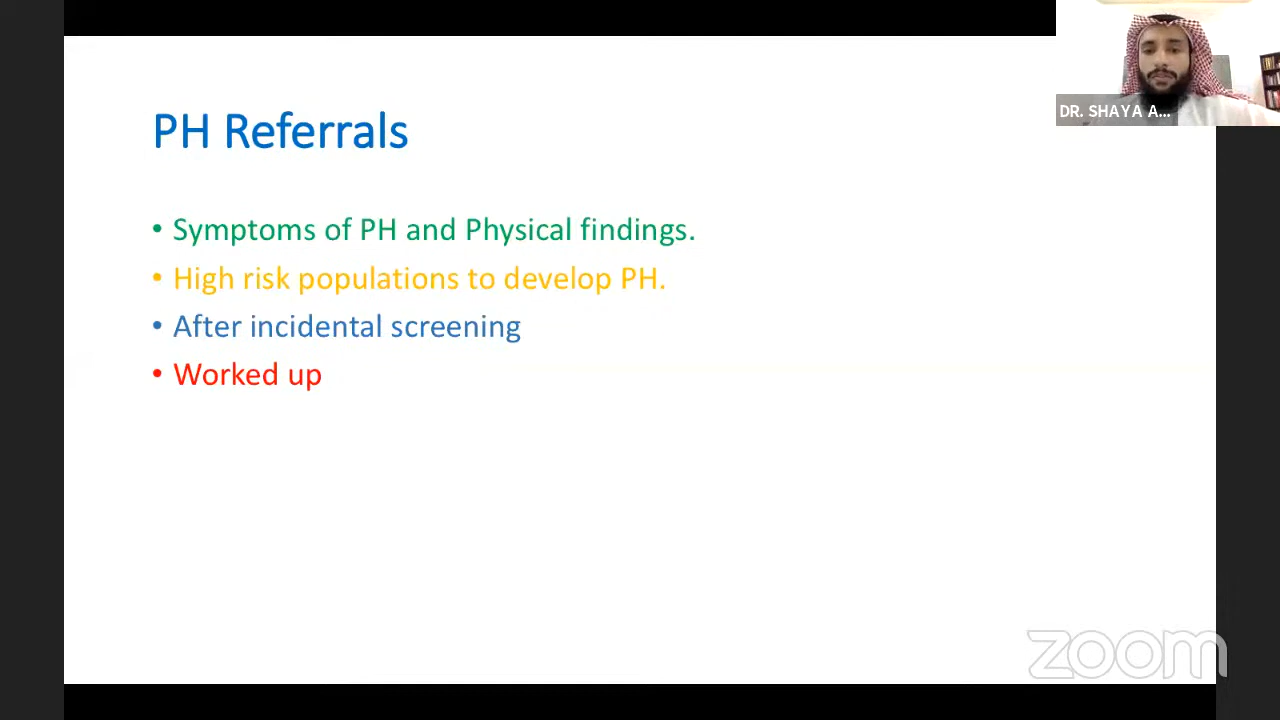 DR. SHAYA A...
PH Referrals
• Symptoms of PH and Physical findings.
• High risk populations to develop PH.
• After incidental screening
• Worked up
zoom